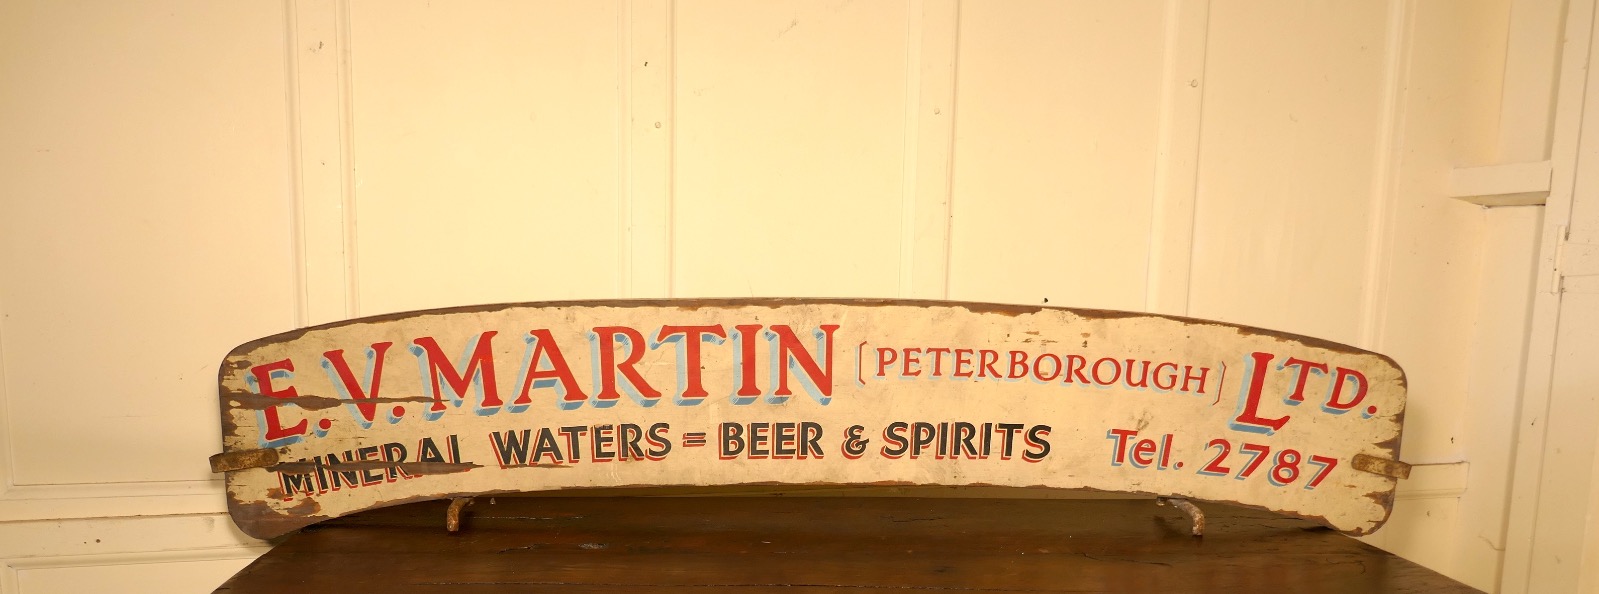 E.V. MARTIN [PETERBOROUGH] LTD.
MINERAL WATERS = BEER & SPIRITS Tel. 2787